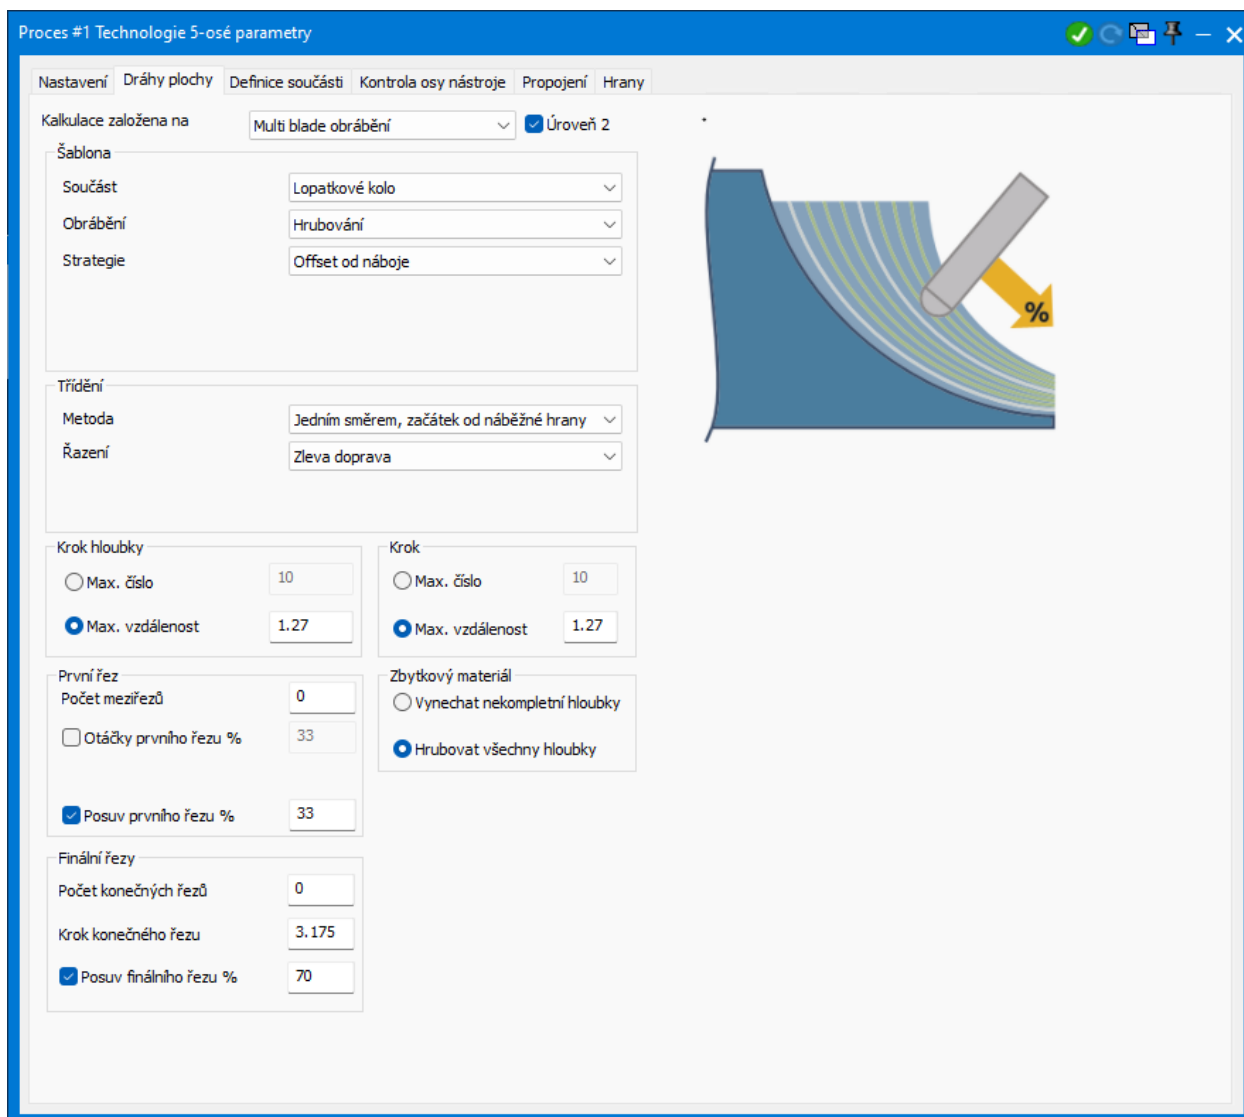 Proces #1 Technologie 5-osé parametry
Nastavení Dráhy plochy Definice součásti Kontrola osy nástroje Propojení Hrany
Kalkulace založena na Multi blade obrábění Úroveň 2
Šablona
Součást Lopatkové kolo
Obrábění Hrubování
Strategie Offset od náboje
%
Třídění
Metoda Jedním směrem, začátek od náběžné hrany
Řazení Zleva doprava
Krok hloubky
Max. číslo 10
Max. vzdálenost 1.27
Krok
Max. číslo 10
Max. vzdálenost 1.27
První řez
Počet meziřezů 0
Otáčky prvního řezu % 33
Posuv prvního řezu % 33
Zbytkový materiál
Vynechat nekompletní hloubky
Hrubovat všechny hloubky
Finální řezy
Počet konečných řezů 0
Krok konečného řezu 3.175
Posuv finálního řezu % 70